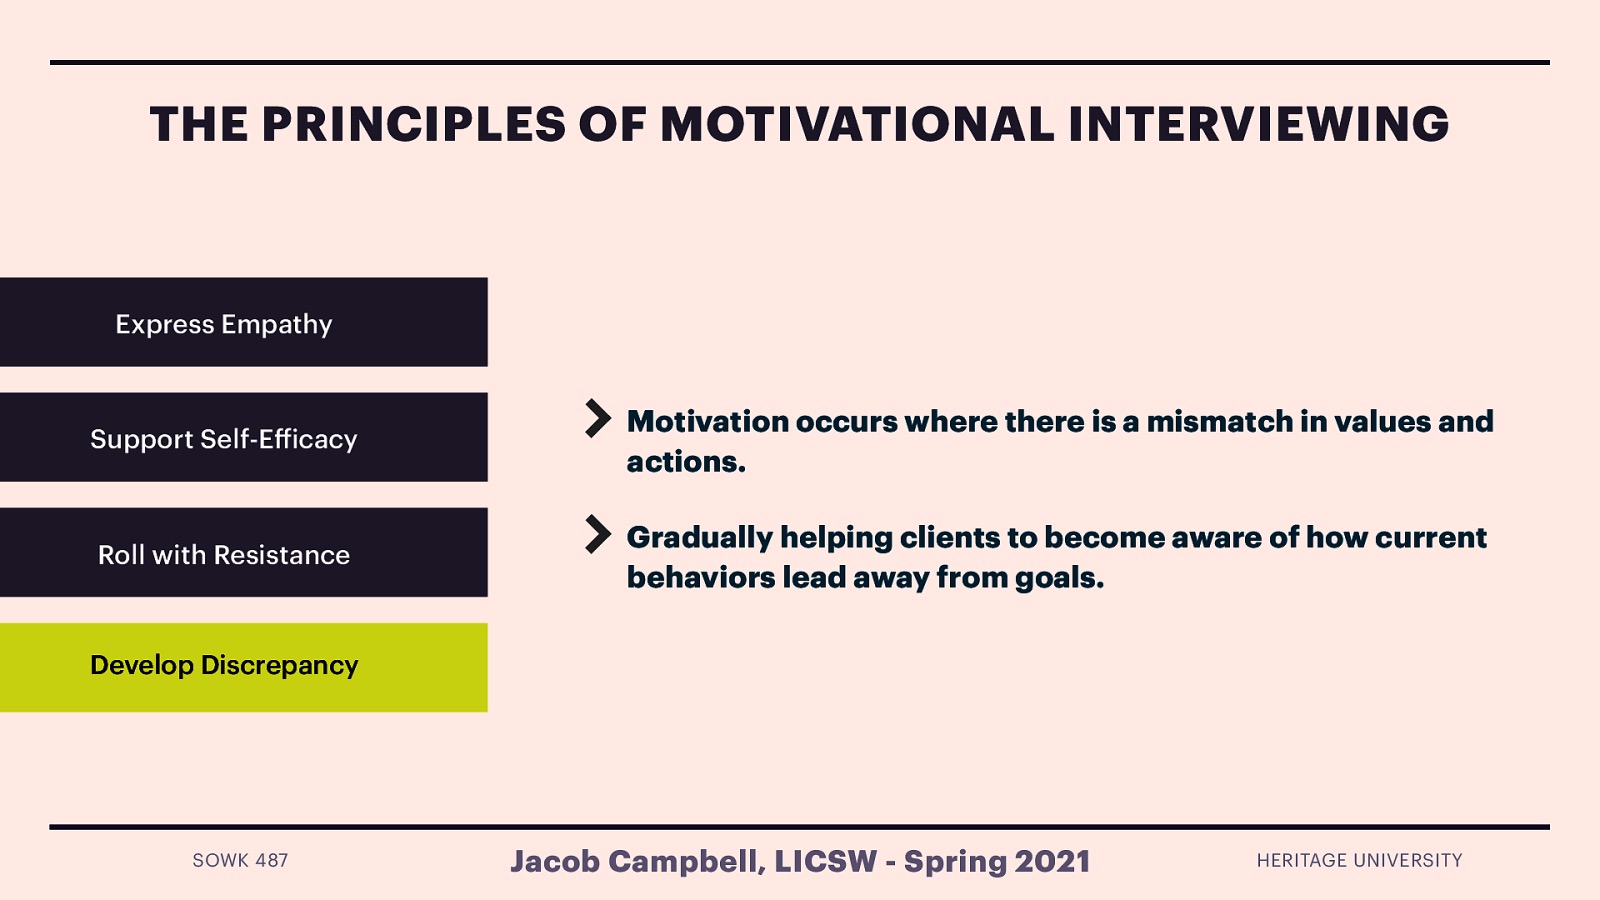 THE PRINCIPLES OF MOTIVATIONAL INTERVIEWING
Express Empathy
Support Self-Efficacy
Roll with Resistance
Develop Discrepancy
Motivation occurs where there is a mismatch in values and
actions.
Gradually helping clients to become aware of how current
behaviors lead away from goals.
SOWK 487
Jacob Campbell, LICSW - Spring 2021
HERITAGE UNIVERSITY